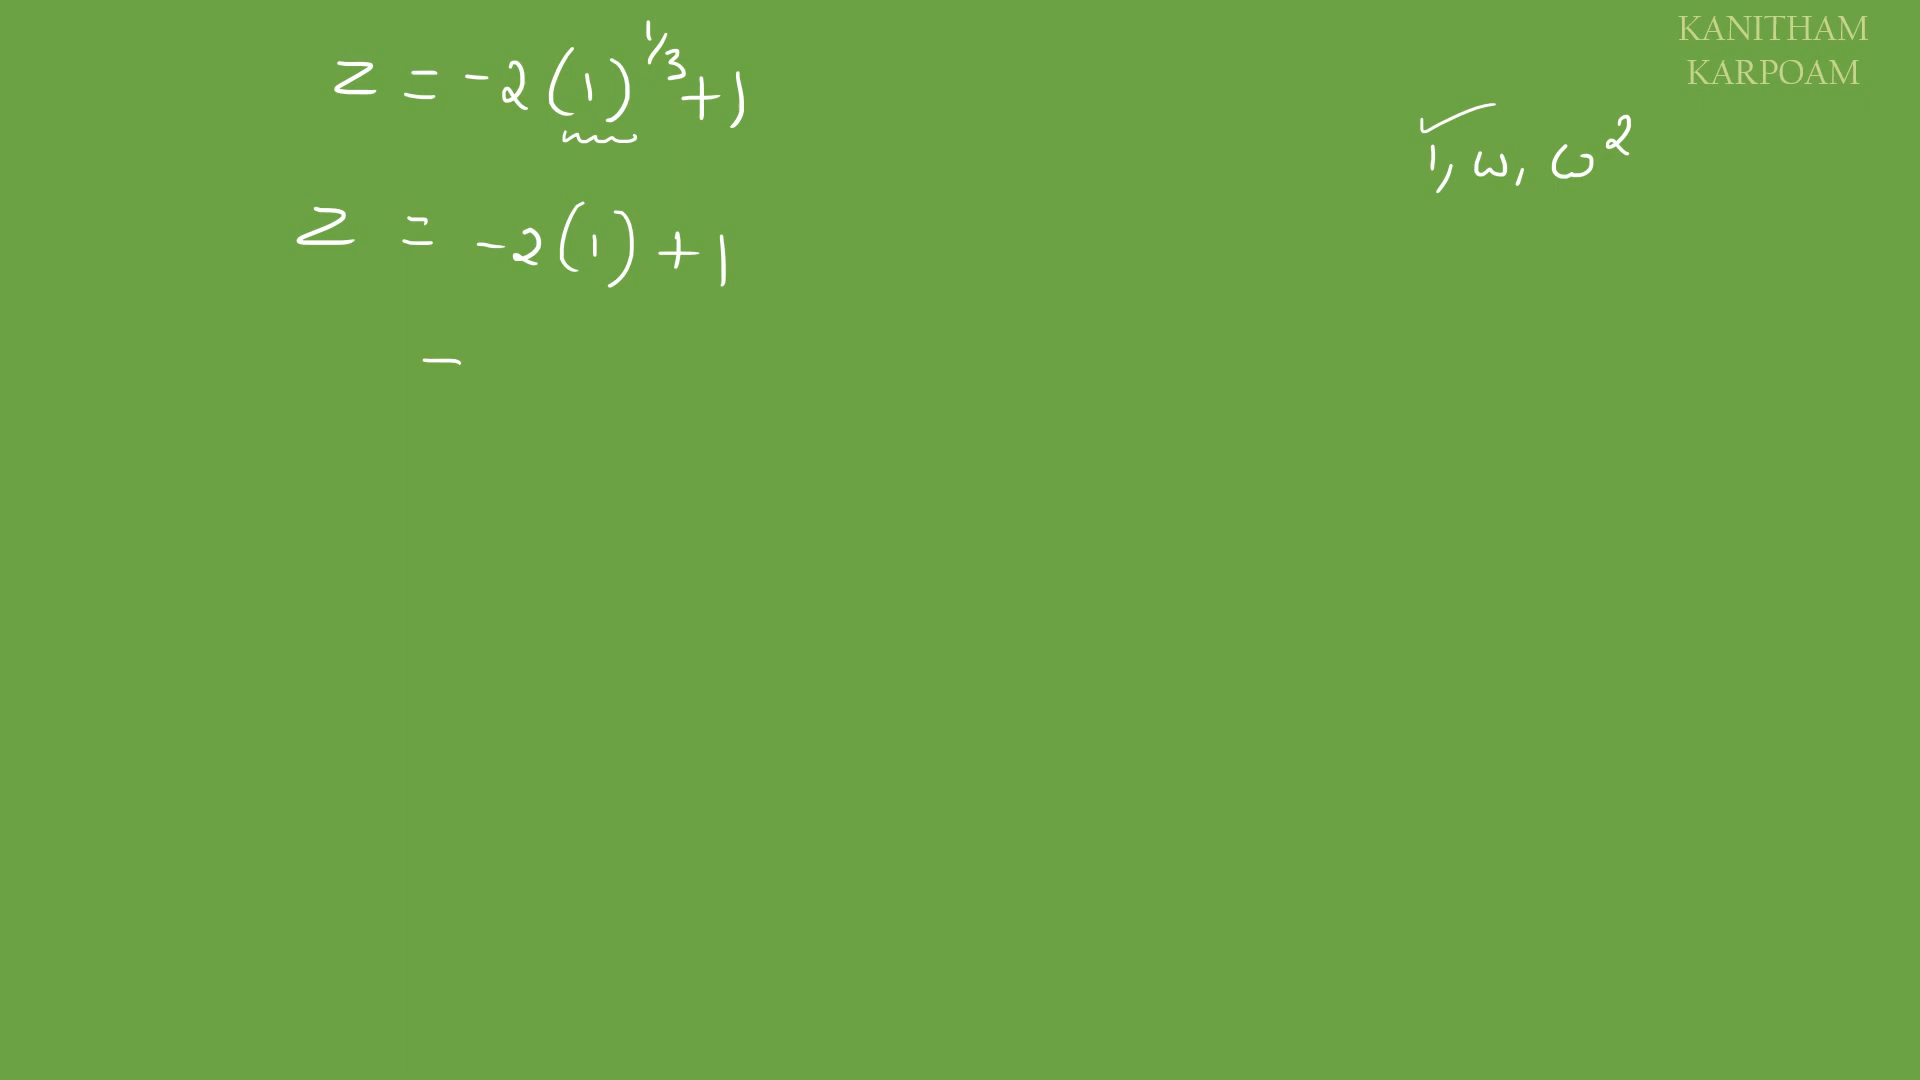 KANITHAM
KARPOAM
z = -2(1)^1/3 + 1
1, ω, ω²
z = -2(1) + 1
-